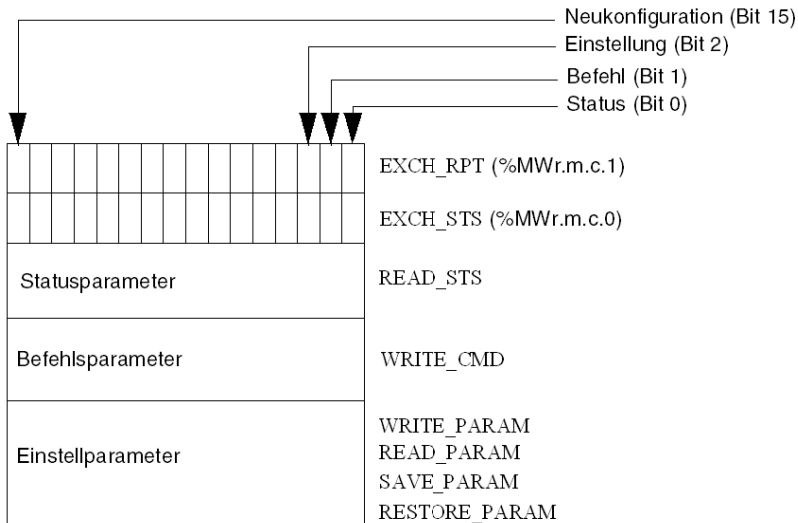 Neukonfiguration (Bit 15)
Einstellung (Bit 2)
Befehl (Bit 1)
Status (Bit 0)
EXCH_RPT (%MWr.m.c.1)
EXCH_STS (%MWr.m.c.0)
Statusparameter READ_STS
Befehlsparameter WRITE_CMD
WRITE_PARAM
Einstellparameter READ_PARAM
SAVE_PARAM
RESTORE_PARAM